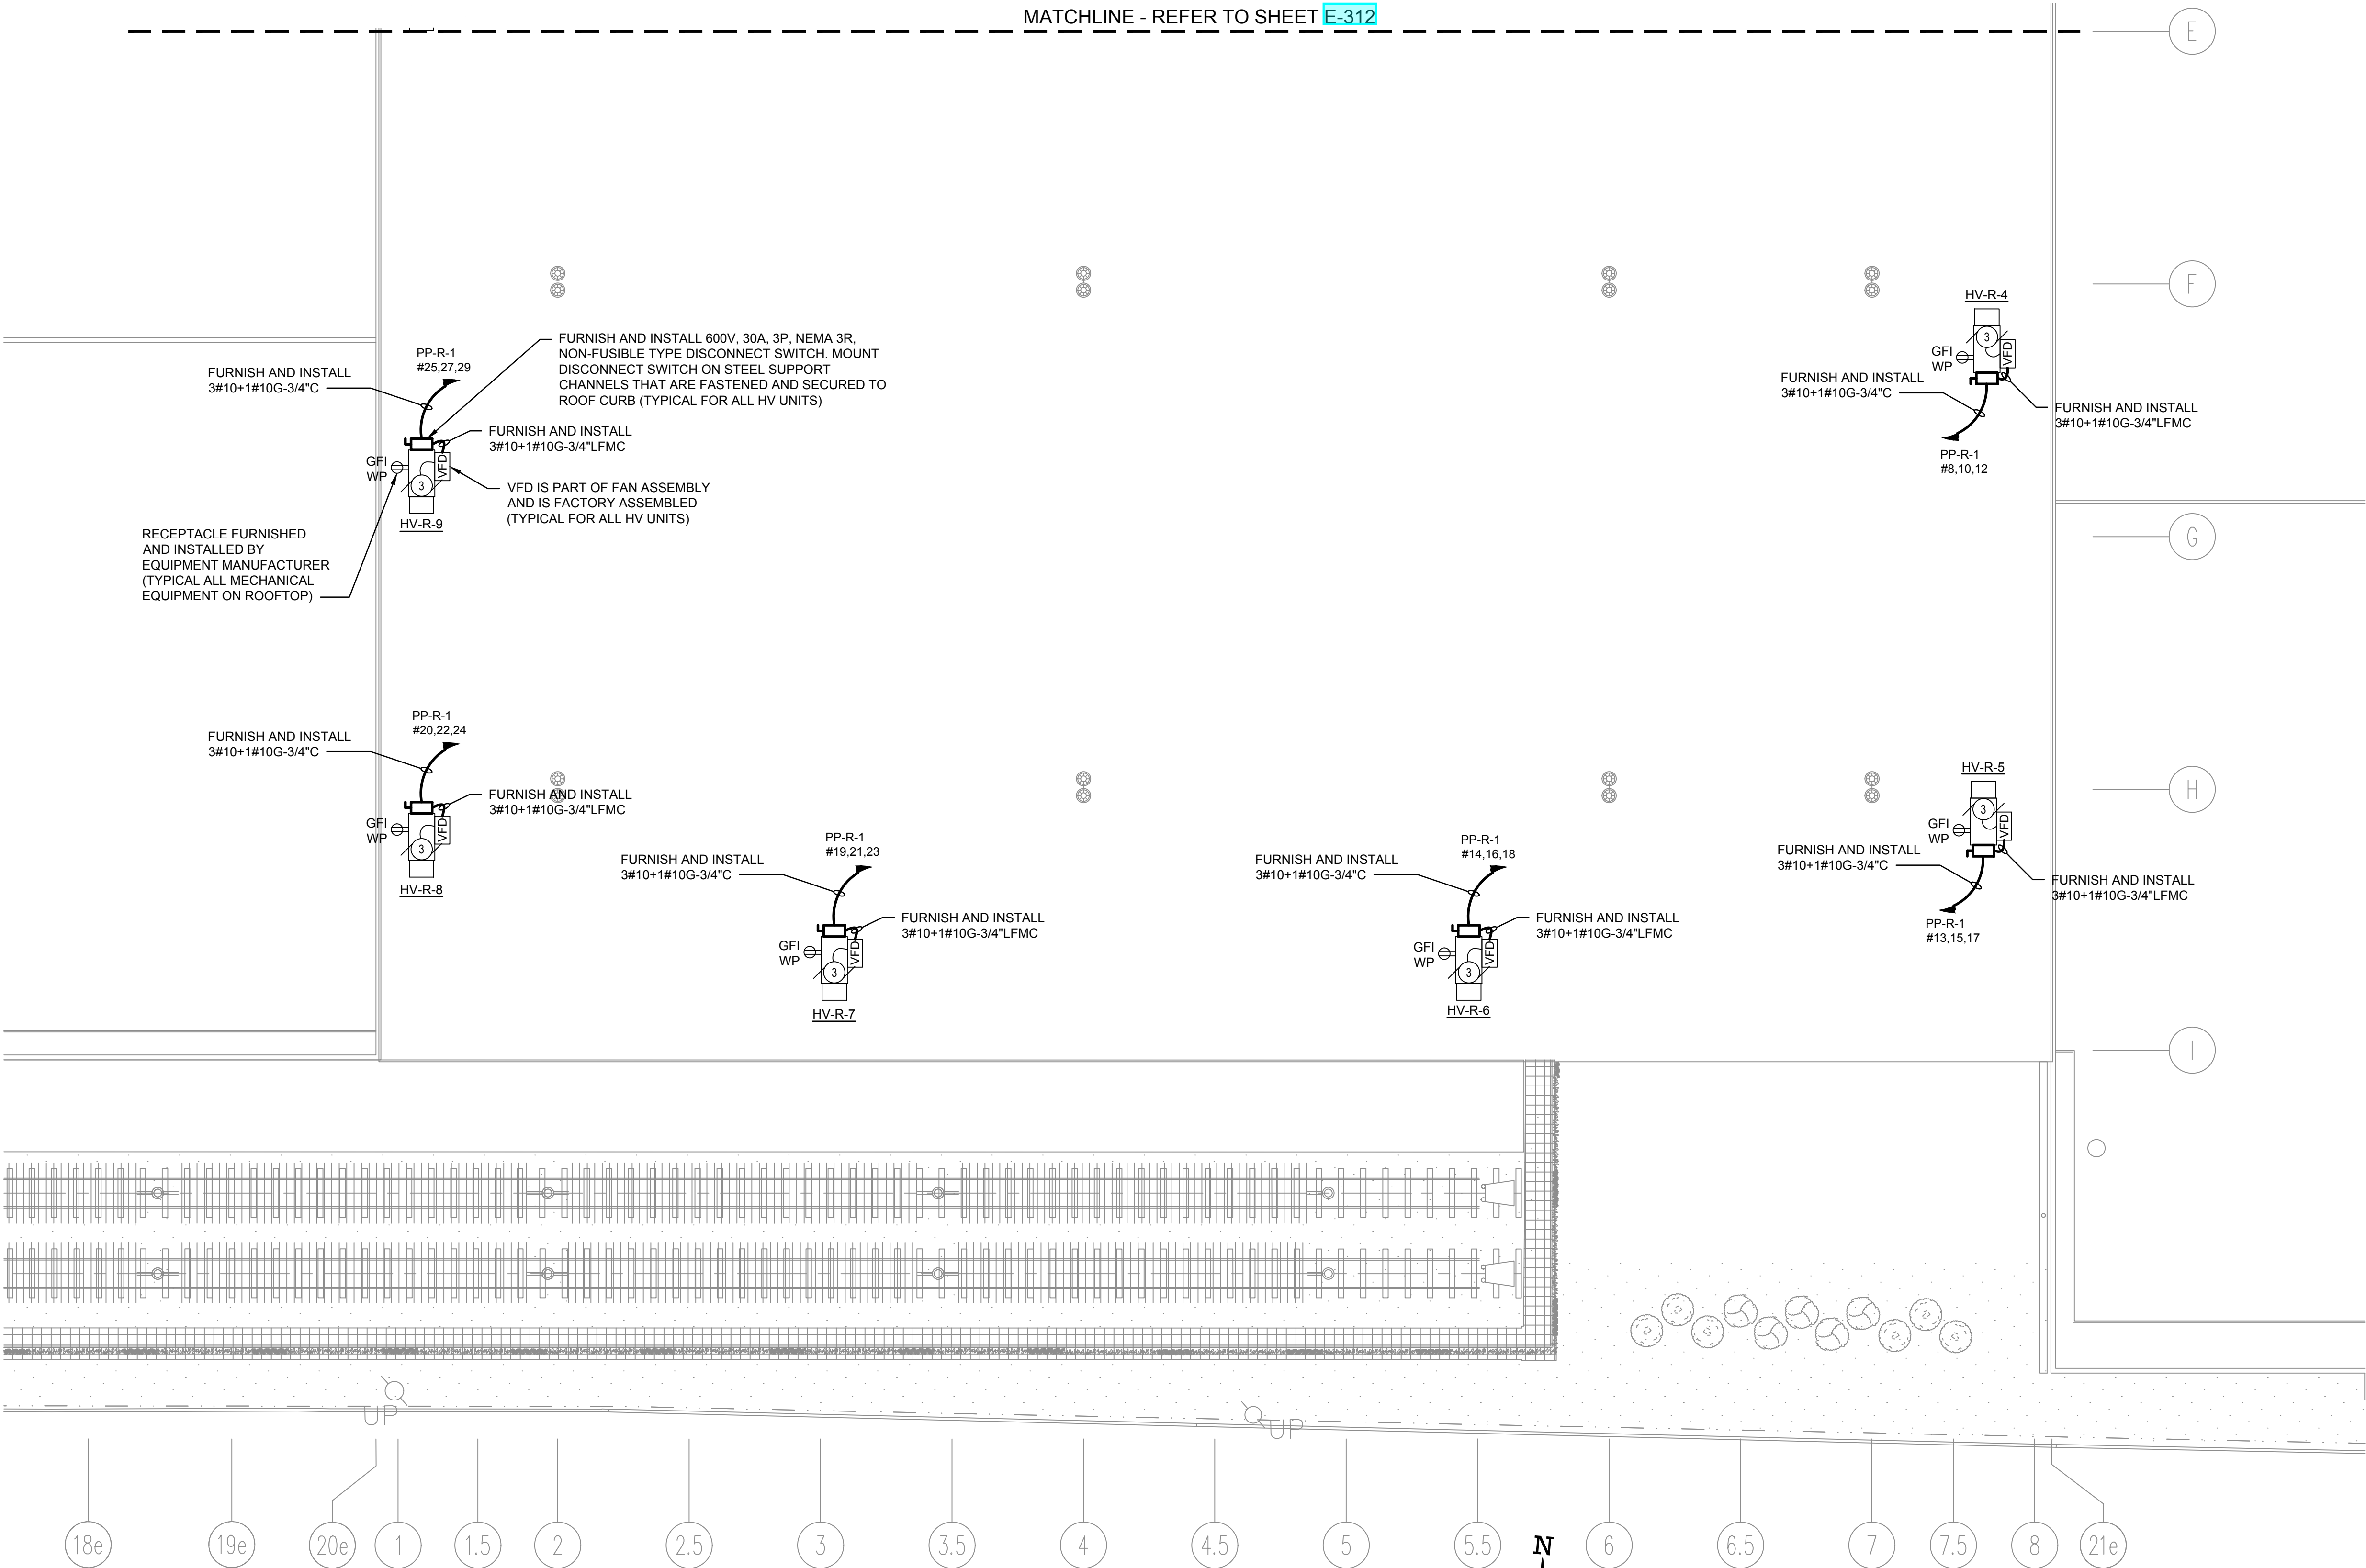 MATCHLINE - REFER TO SHEET E-312
E
F
G
H
I
PP-R-1
#25,27,29
FURNISH AND INSTALL
3#10+1#10G-3/4"C
FURNISH AND INSTALL 600V, 30A, 3P, NEMA 3R,
NON-FUSIBLE TYPE DISCONNECT SWITCH. MOUNT
DISCONNECT SWITCH ON STEEL SUPPORT
CHANNELS THAT ARE FASTENED AND SECURED TO
ROOF CURB (TYPICAL FOR ALL HV UNITS)
FURNISH AND INSTALL
3#10+1#10G-3/4"LFMC
GFI
WP
VFD
3
HV-R-9
VFD IS PART OF FAN ASSEMBLY
AND IS FACTORY ASSEMBLED
(TYPICAL FOR ALL HV UNITS)
RECEPTACLE FURNISHED
AND INSTALLED BY
EQUIPMENT MANUFACTURER
(TYPICAL ALL MECHANICAL
EQUIPMENT ON ROOFTOP)
HV-R-4
3
VFD
GFI
WP
FURNISH AND INSTALL
3#10+1#10G-3/4"C
FURNISH AND INSTALL
3#10+1#10G-3/4"LFMC
PP-R-1
#8,10,12
PP-R-1
#20,22,24
FURNISH AND INSTALL
3#10+1#10G-3/4"C
FURNISH AND INSTALL
3#10+1#10G-3/4"LFMC
GFI
WP
VFD
3
HV-R-8
PP-R-1
#19,21,23
FURNISH AND INSTALL
3#10+1#10G-3/4"C
FURNISH AND INSTALL
3#10+1#10G-3/4"LFMC
GFI
WP
VFD
3
HV-R-7
PP-R-1
#14,16,18
FURNISH AND INSTALL
3#10+1#10G-3/4"C
FURNISH AND INSTALL
3#10+1#10G-3/4"LFMC
GFI
WP
VFD
3
HV-R-6
HV-R-5
3
VFD
GFI
WP
FURNISH AND INSTALL
3#10+1#10G-3/4"C
FURNISH AND INSTALL
3#10+1#10G-3/4"LFMC
PP-R-1
#13,15,17
UP
UP
18e 19e 20e 1 1.5 2 2.5 3 3.5 4 4.5 5 5.5 N 6 6.5 7 7.5 8 21e